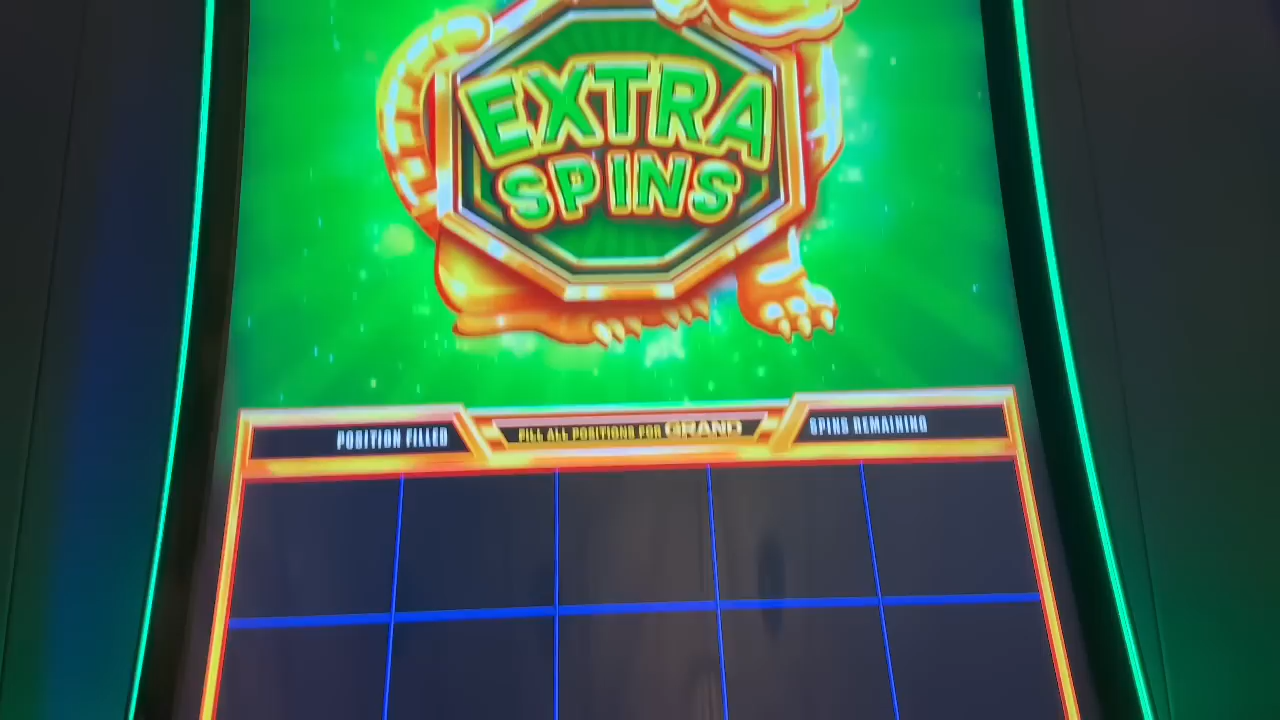 EXTRA
SPINS
POSITION FILLED
FILL ALL POSITIONS FOR GRAND
SPINS REMAINING